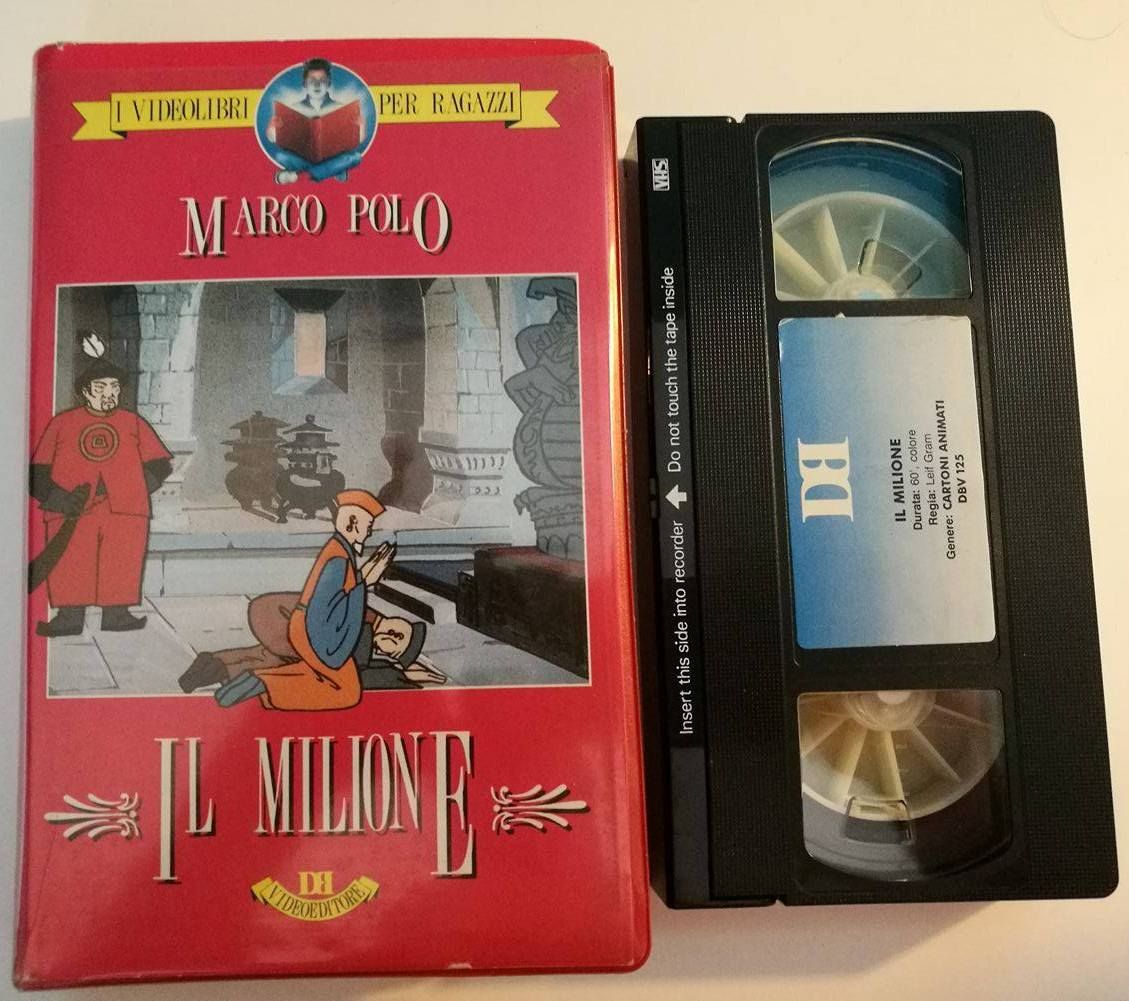 I VIDEOLIBRI PER RAGAZZI
MARCO POLO
IL MILIONE
DB
VIDEOEDITORE
VHS
Insert this side into recorder ⬆ Do not touch the tape inside
DB
IL MILIONE
Durata: 60', colore
Regia: Leif Gram
Genere: CARTONI ANIMATI
DBV 125